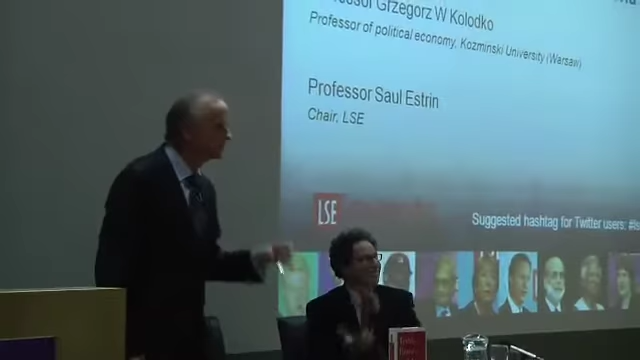 Grzegorz W Kolodko
Professor of political economy, Kozminski University (Warsaw)
Professor Saul Estrin
Chair, LSE
LSE
Suggested hashtag for Twitter users: